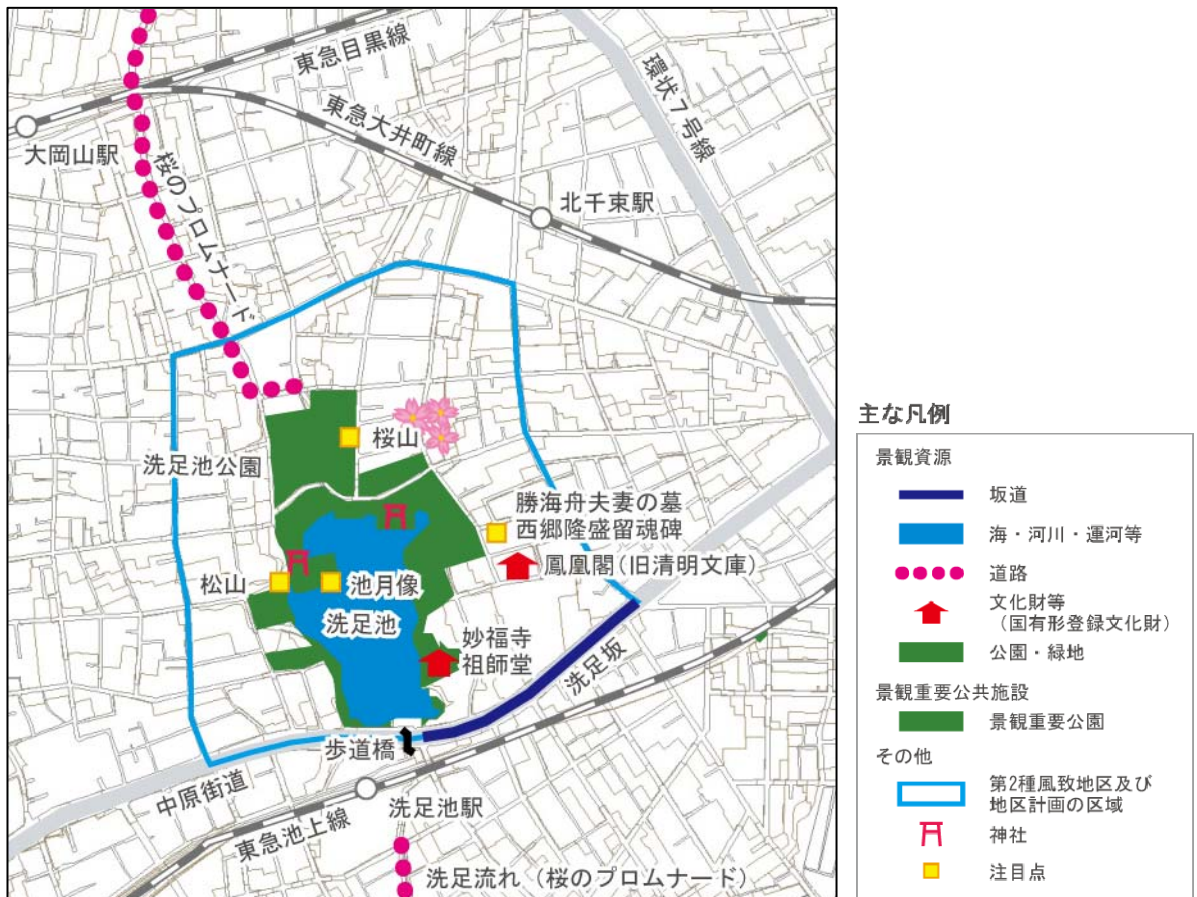 東急目黒線
環状7号線
東急大井町線
大岡山駅
桜のプロムナード
北千束駅
桜山
洗足池公園
勝海舟夫妻の墓
西郷隆盛留魂碑
鳳凰閣(旧清明文庫)
松山
池月像
洗足池
妙福寺
祖師堂
洗足坂
歩道橋
中原街道
洗足池駅
東急池上線
洗足流れ(桜のプロムナード)
主な凡例
景観資源
坂道
海・河川・運河等
道路
文化財等
(国有形登録文化財)
公園・緑地
景観重要公共施設
景観重要公園
その他
第2種風致地区及び
地区計画の区域
神社
注目点